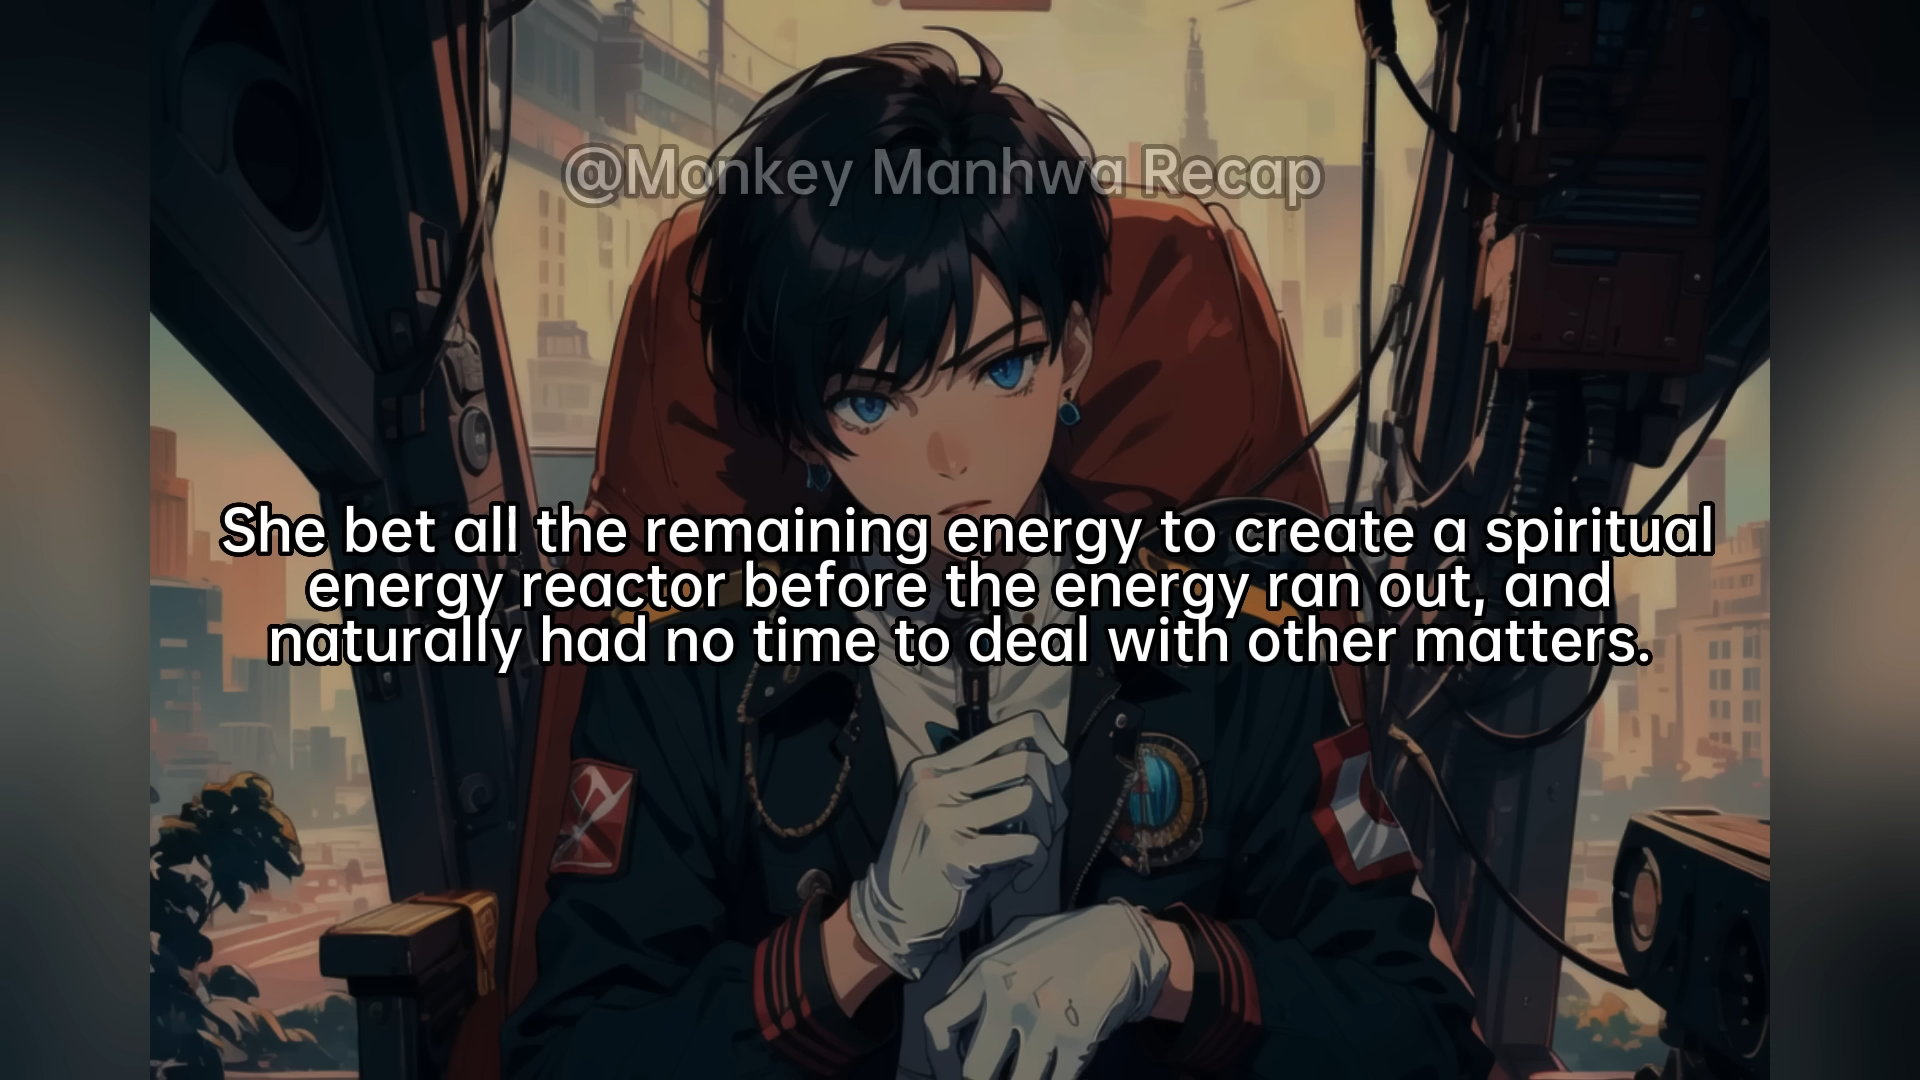 @Monkey Manhwa Recap
She bet all the remaining energy to create a spiritual
energy reactor before the energy ran out, and
naturally had no time to deal with other matters.